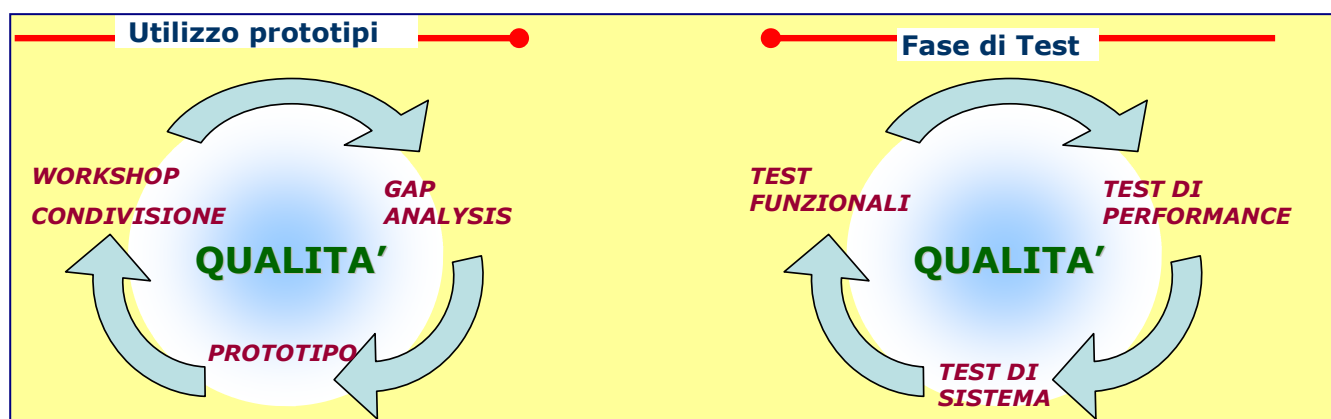 Utilizzo prototipi
WORKSHOP
CONDIVISIONE
GAP
ANALYSIS
QUALITA’
PROTOTIPO
Fase di Test
TEST
FUNZIONALI
TEST DI
PERFORMANCE
QUALITA’
TEST DI
SISTEMA